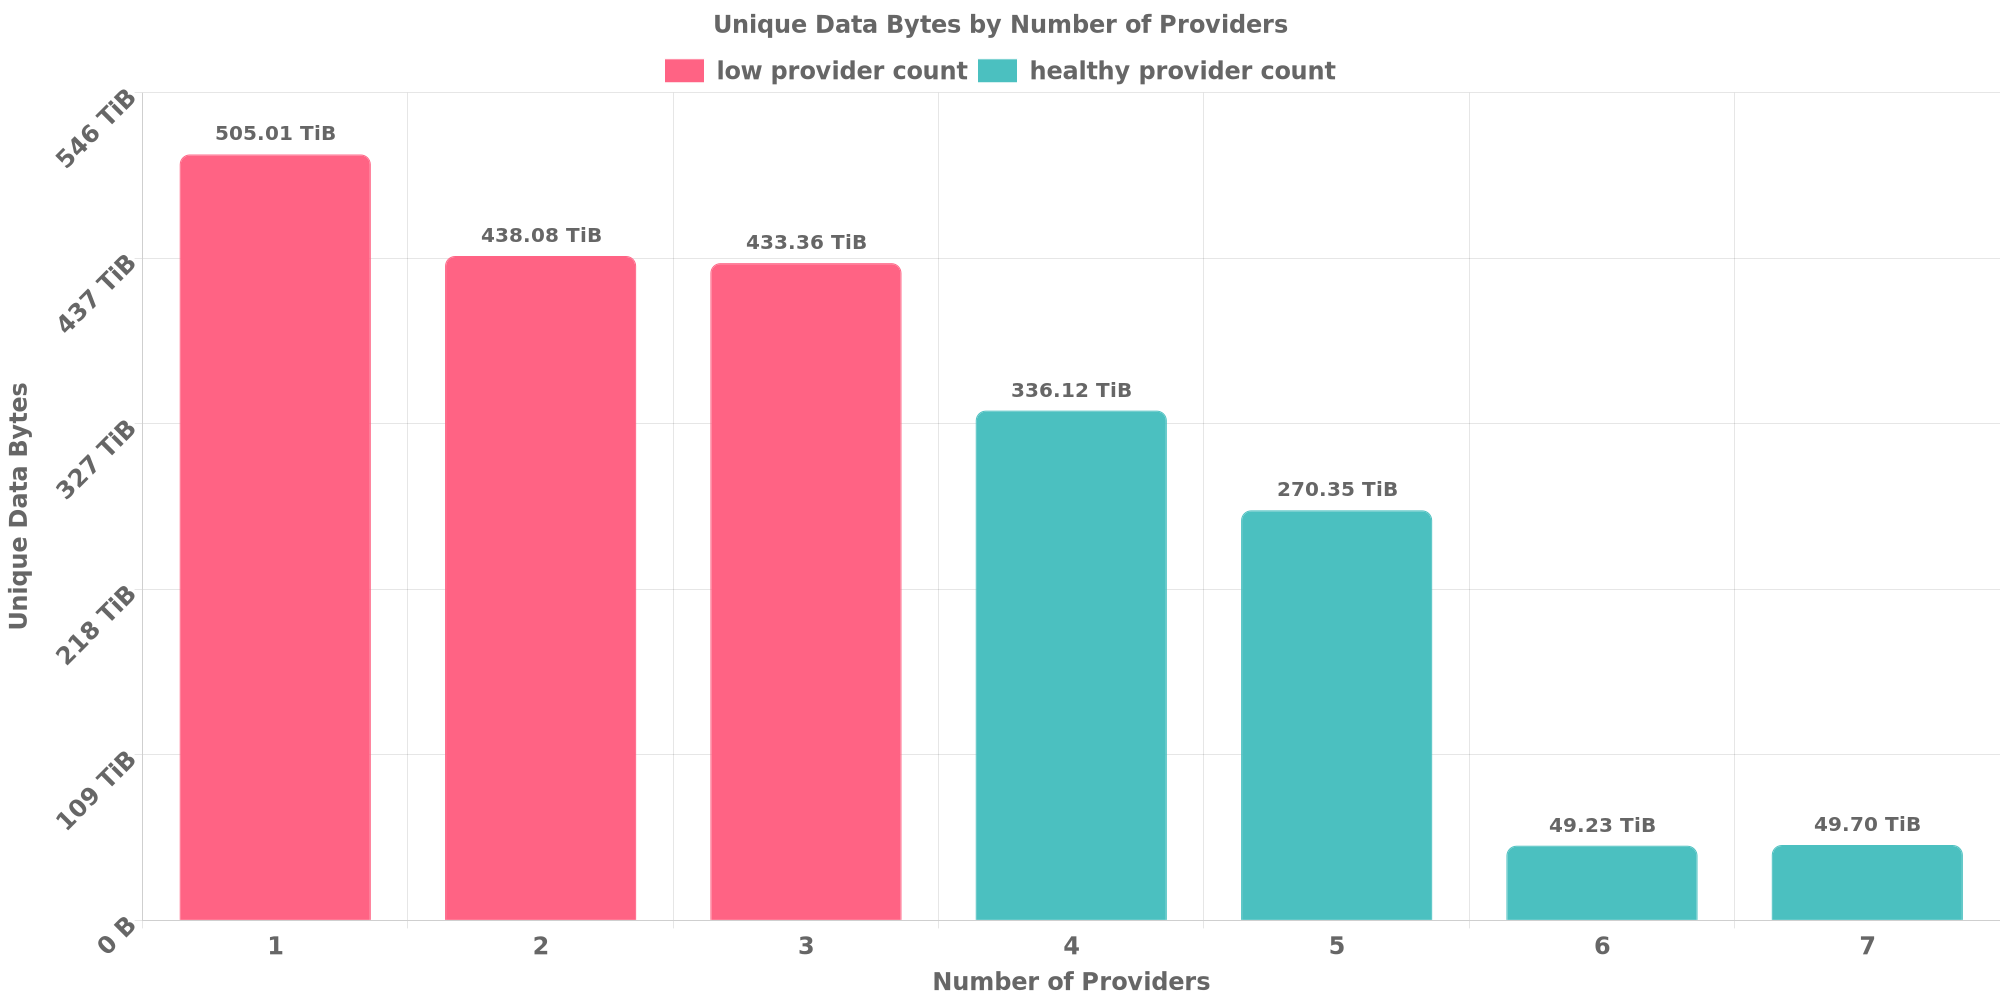 Unique Data Bytes by Number of Providers
low provider count healthy provider count
546 TiB
437 TiB
327 TiB
218 TiB
109 TiB
0 B
Unique Data Bytes
505.01 TiB
438.08 TiB
433.36 TiB
336.12 TiB
270.35 TiB
49.23 TiB
49.70 TiB
1 2 3 4 5 6 7
Number of Providers